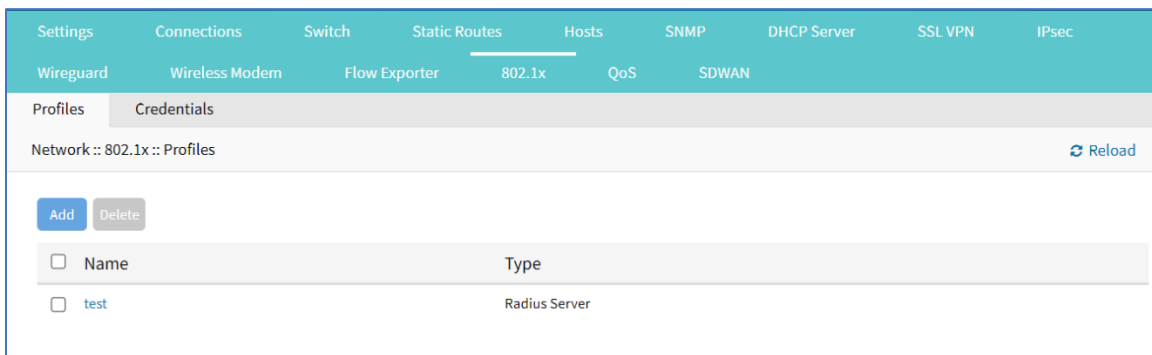 Settings Connections Switch Static Routes Hosts SNMP DHCP Server SSL VPN IPsec
Wireguard Wireless Modem Flow Exporter 802.1x QoS SDWAN
Profiles Credentials
Network :: 802.1x :: Profiles Reload
Add Delete
Name Type
test Radius Server